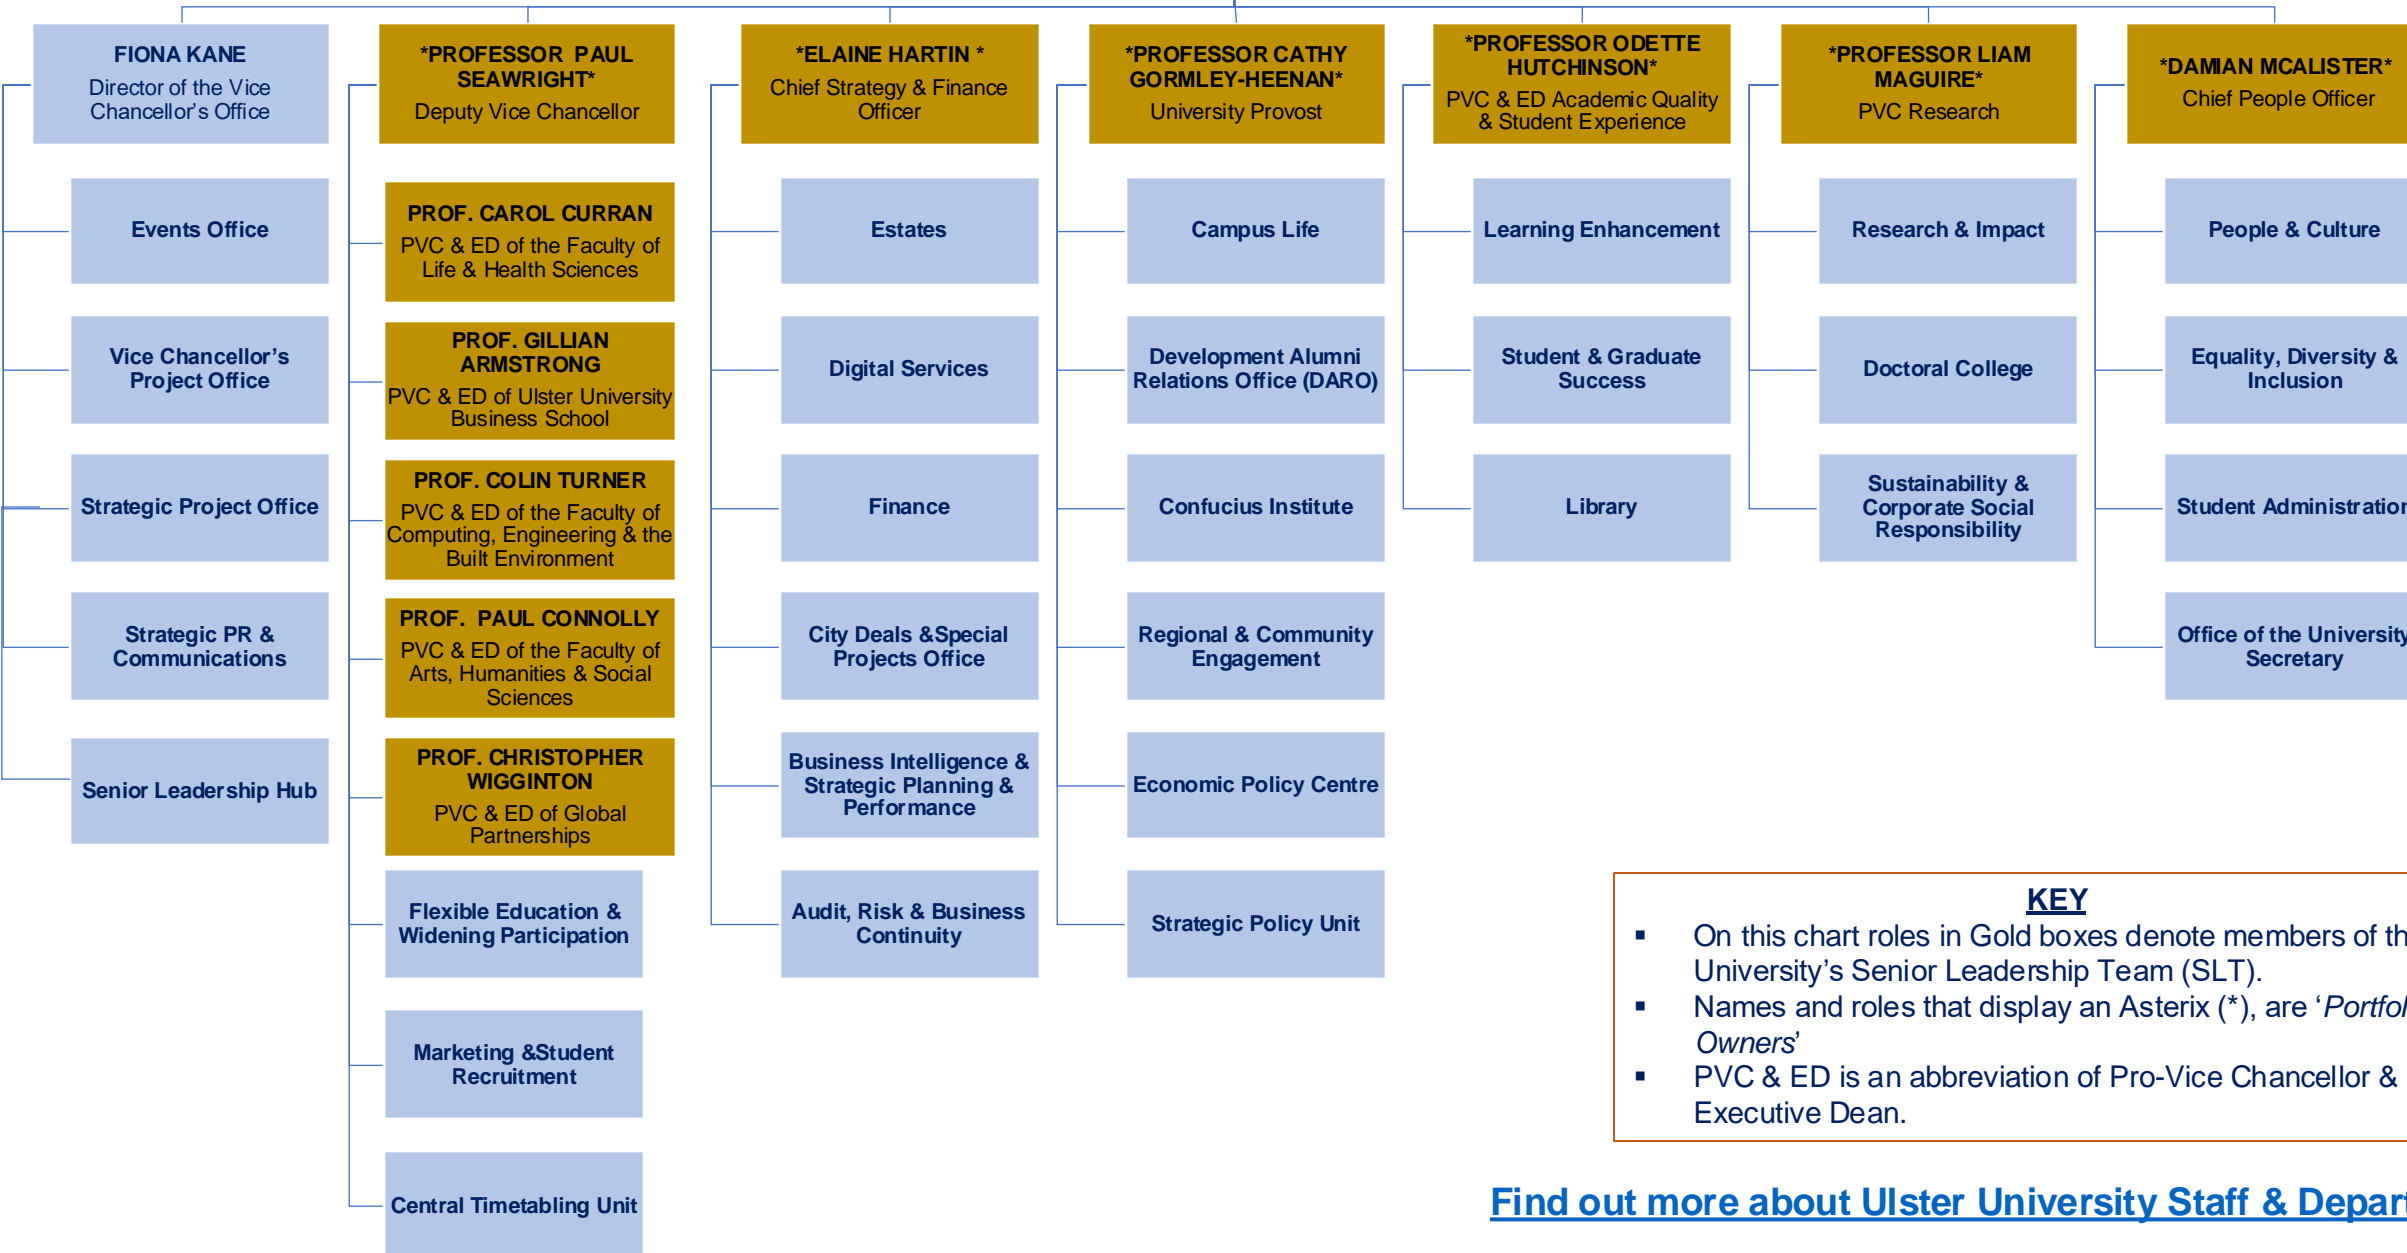 FIONA KANE
Director of the Vice
Chancellor's Office
Events Office
Vice Chancellor's
Project Office
Strategic Project Office
Strategic PR &
Communications
Senior Leadership Hub
*PROFESSOR PAUL
SEAWRIGHT*
Deputy Vice Chancellor
PROF. CAROL CURRAN
PVC & ED of the Faculty of
Life & Health Sciences
PROF. GILLIAN
ARMSTRONG
PVC & ED of Ulster University
Business School
PROF. COLIN TURNER
PVC & ED of the Faculty of
Computing, Engineering & the
Built Environment
PROF. PAUL CONNOLLY
PVC & ED of the Faculty of
Arts, Humanities & Social
Sciences
PROF. CHRISTOPHER
WIGGINTON
PVC & ED of Global
Partnerships
Flexible Education &
Widening Participation
Marketing &Student
Recruitment
Central Timetabling Unit
*ELAINE HARTIN *
Chief Strategy & Finance
Officer
Estates
Digital Services
Finance
City Deals &Special
Projects Office
Business Intelligence &
Strategic Planning &
Performance
Audit, Risk & Business
Continuity
*PROFESSOR CATHY
GORMLEY-HEENAN*
University Provost
Campus Life
Development Alumni
Relations Office (DARO)
Confucius Institute
Regional & Community
Engagement
Economic Policy Centre
Strategic Policy Unit
*PROFESSOR ODETTE
HUTCHINSON*
PVC & ED Academic Quality
& Student Experience
Learning Enhancement
Student & Graduate
Success
Library
*PROFESSOR LIAM
MAGUIRE*
PVC Research
Research & Impact
Doctoral College
Sustainability &
Corporate Social
Responsibility
*DAMIAN MCALISTER*
Chief People Officer
People & Culture
Equality, Diversity &
Inclusion
Student Administration
Office of the University
Secretary
KEY
▪ On this chart roles in Gold boxes denote members of th
University's Senior Leadership Team (SLT).
▪ Names and roles that display an Asterix (*), are ‘Portfol
Owners’
▪ PVC & ED is an abbreviation of Pro-Vice Chancellor &
Executive Dean.
Find out more about Ulster University Staff & Depart